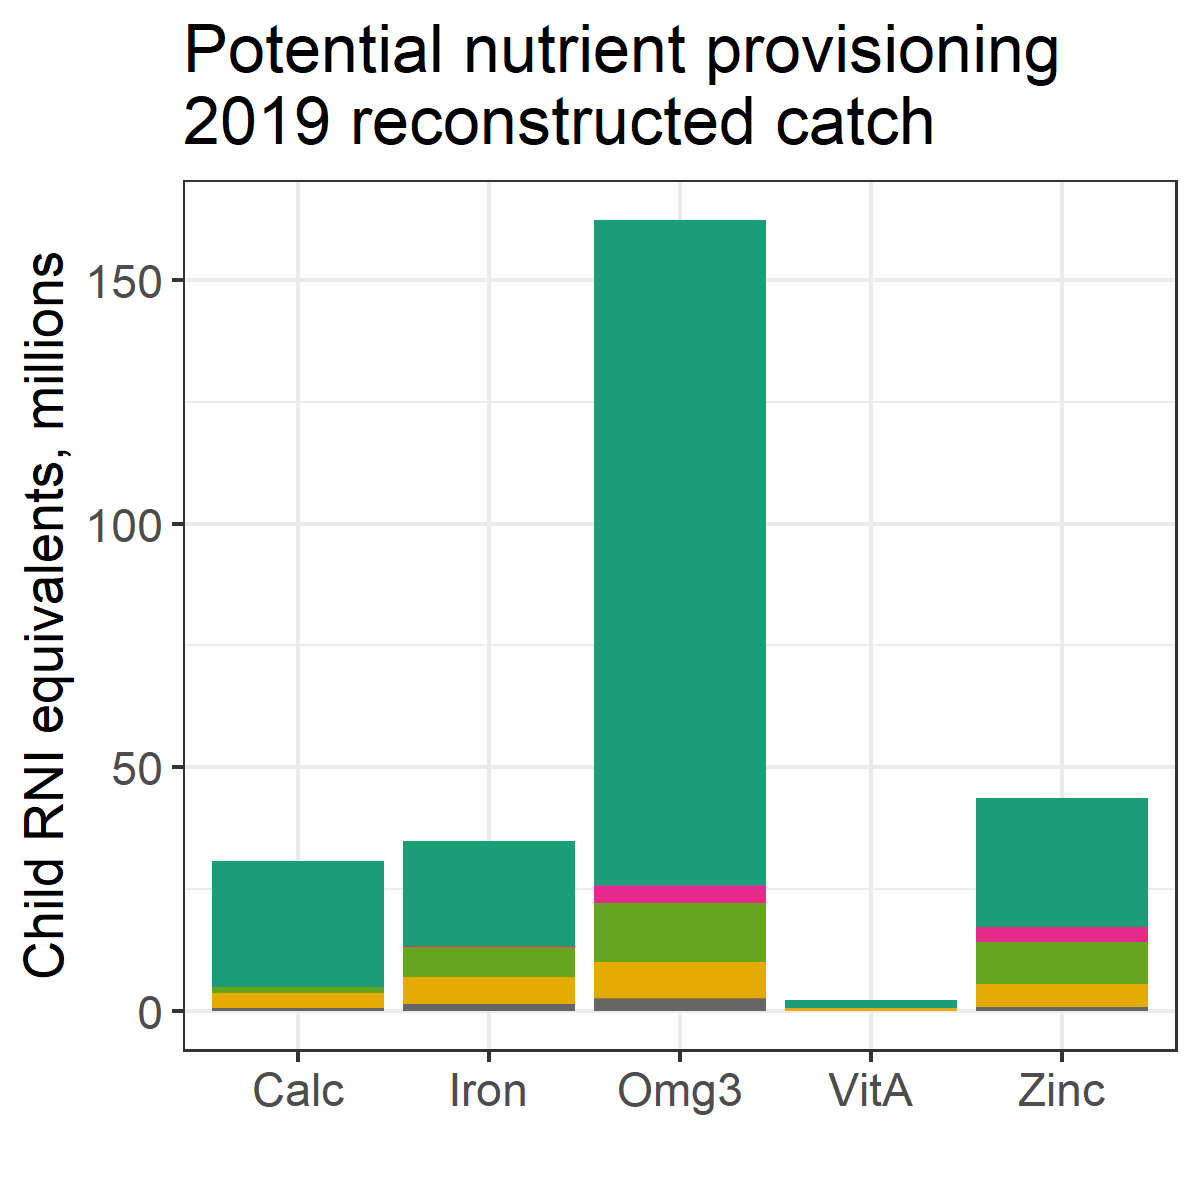 Potential nutrient provisioning
2019 reconstructed catch
Child RNI equivalents, millions
150
100
50
0
Calc
Iron
Omg3
VitA
Zinc